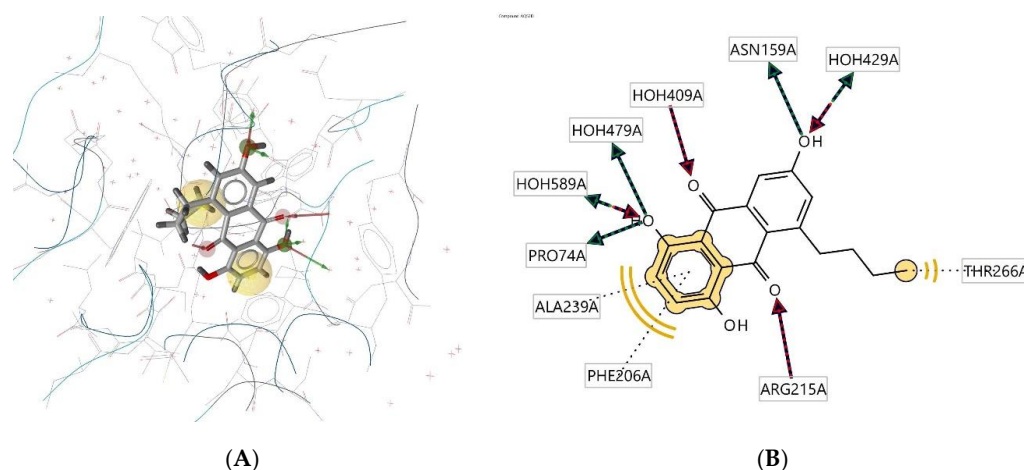 ASN159A
HOH429A
HOH409A
OH
HOH479A
O
HOH589A
HO
PRO74A
THR266A
ALA239A
O
OH
PHE206A
ARG215A
(A) (B)